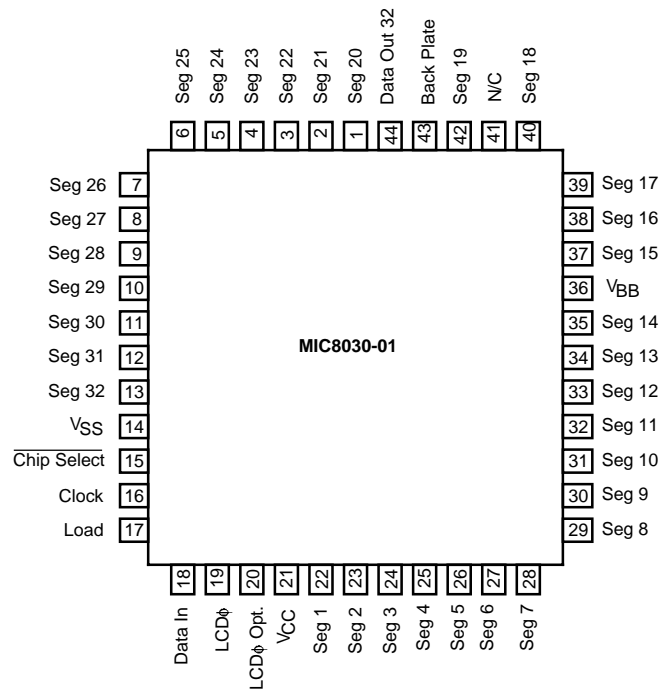 Seg 25
Seg 24
Seg 23
Seg 22
Seg 21
Seg 20
Data Out 32
Back Plate
Seg 19
N/C
Seg 18
6
5
4
3
2
1
44
43
42
41
40
Seg 26 7
Seg 27 8
Seg 28 9
Seg 29 10
Seg 30 11
Seg 31 12
Seg 32 13
VSS 14
Chip Select 15
Clock 16
Load 17
MIC8030-01
39 Seg 17
38 Seg 16
37 Seg 15
36 VBB
35 Seg 14
34 Seg 13
33 Seg 12
32 Seg 11
31 Seg 10
30 Seg 9
29 Seg 8
18
19
20
21
22
23
24
25
26
27
28
Data In
LCDϕ
LCDϕ Opt.
VCC
Seg 1
Seg 2
Seg 3
Seg 4
Seg 5
Seg 6
Seg 7